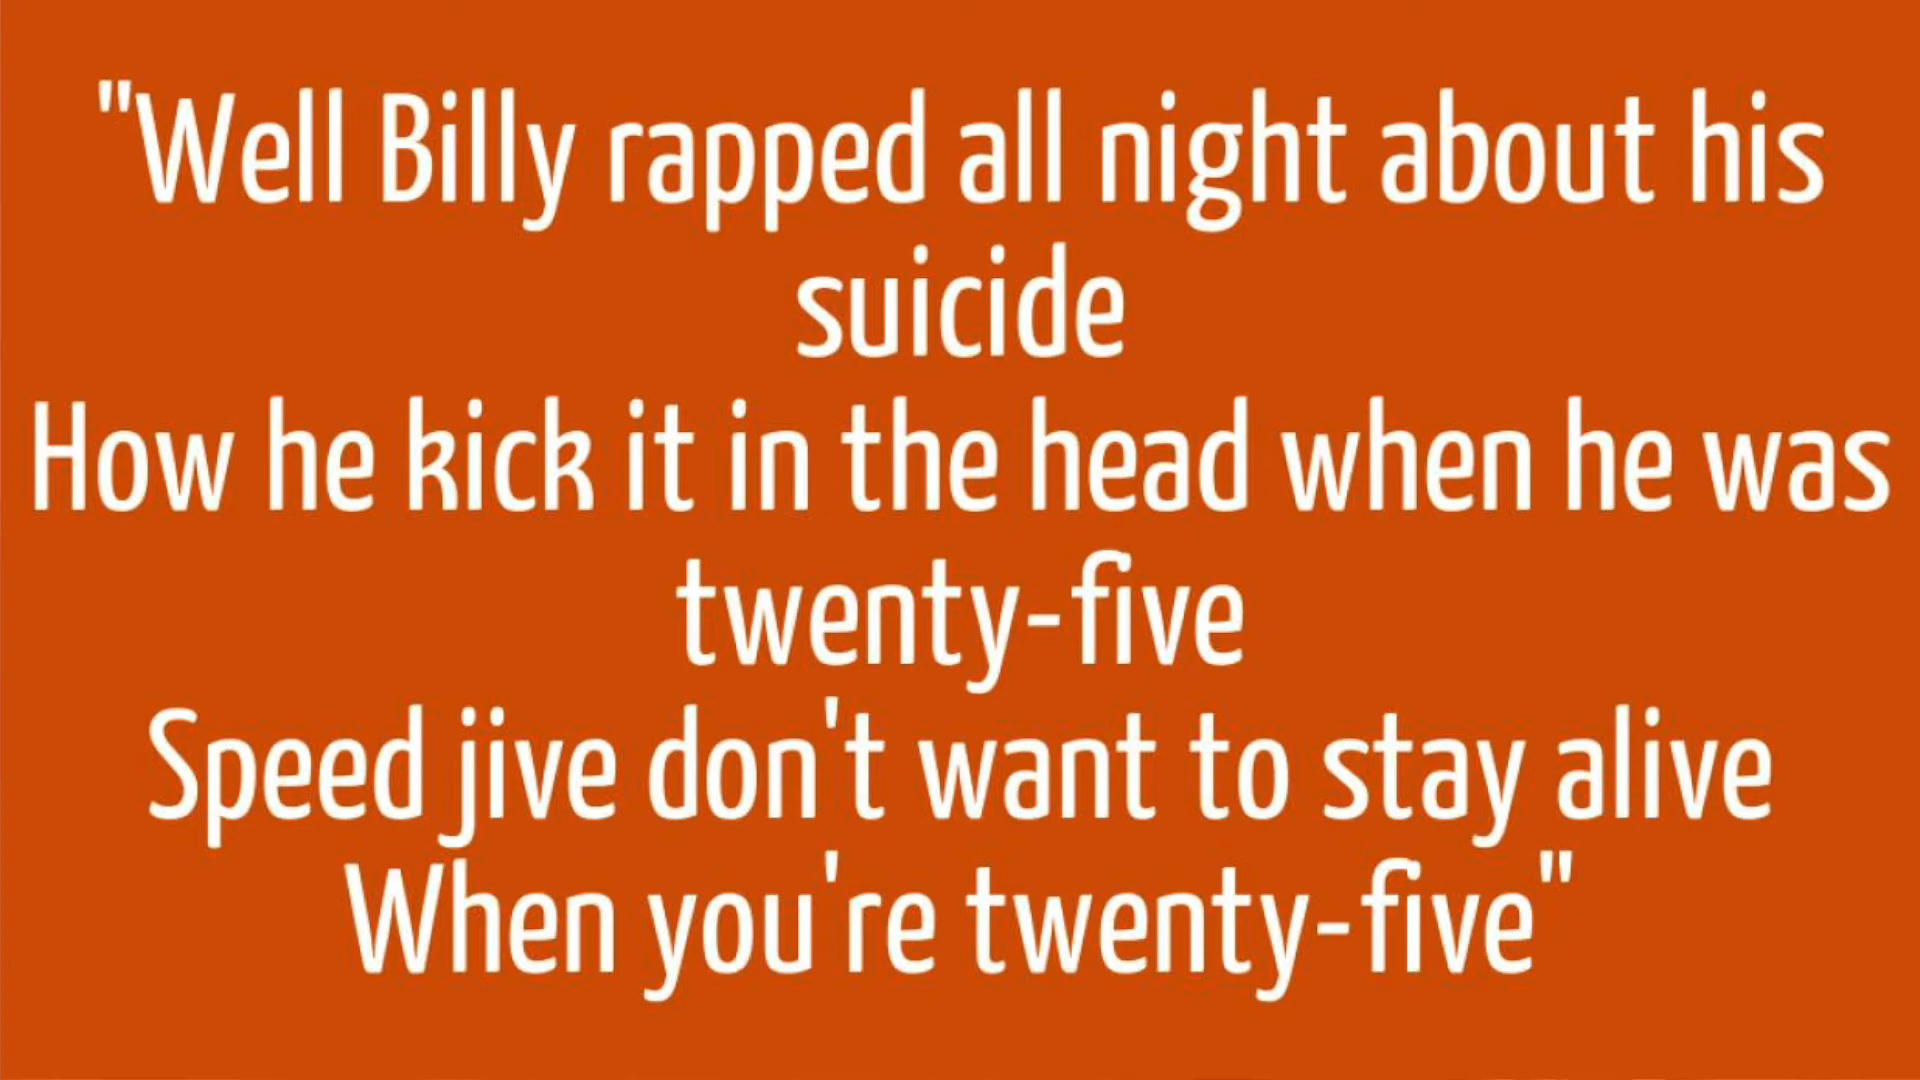 "Well Billy rapped all night about his
suicide
How he kick it in the head when he was
twenty-five
Speed jive don't want to stay alive
When you're twenty-five"